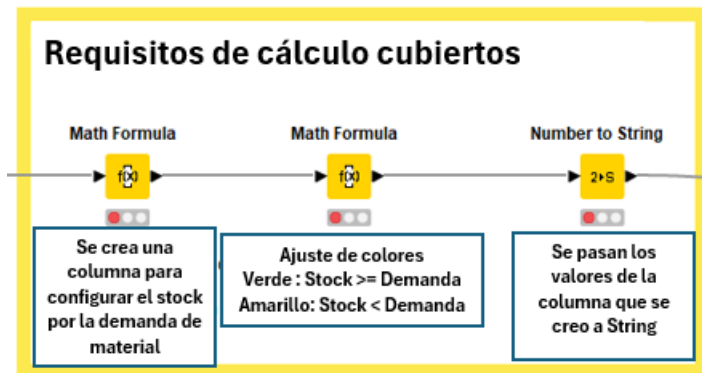 Requisitos de cálculo cubiertos
Math Formula
Math Formula
Number to String
f(x)
f(x)
2▸S
Se crea una
columna para
configurar el stock
por la demanda de
material
Ajuste de colores
Verde : Stock >= Demanda
Amarillo: Stock < Demanda
Se pasan los
valores de la
columna que se
creo a String